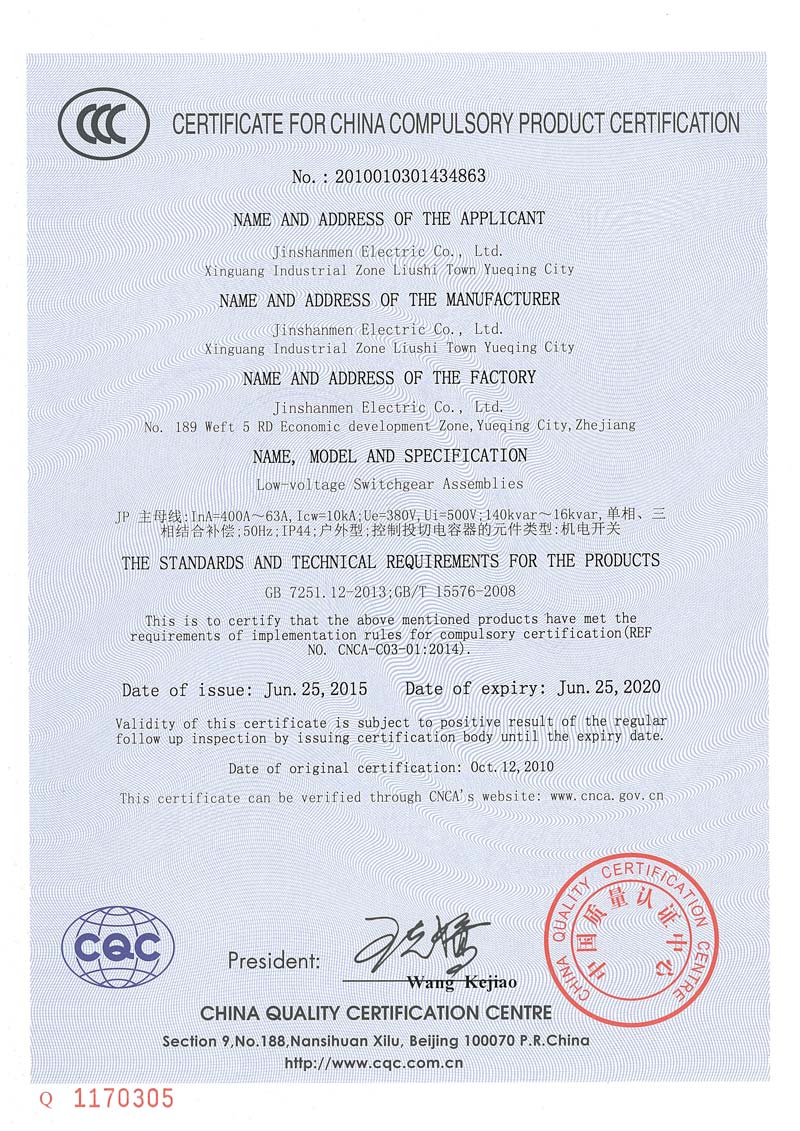 CERTIFICATE FOR CHINA COMPULSORY PRODUCT CERTIFICATION
No. : 2010010301434863
NAME AND ADDRESS OF THE APPLICANT
Jinshanmen Electric Co., Ltd.
Xinguang Industrial Zone Liushi Town Yueqing City
NAME AND ADDRESS OF THE MANUFACTURER
Jinshanmen Electric Co., Ltd.
Xinguang Industrial Zone Liushi Town Yueqing City
NAME AND ADDRESS OF THE FACTORY
Jinshanmen Electric Co., Ltd.
No. 189 Weft 5 RD Economic development Zone, Yueqing City, Zhejiang
NAME, MODEL AND SPECIFICATION
Low-voltage Switchgear Assemblies
JP 主母线:InA=400A～63A, Icw=10kA;Ue=380V, Ui=500V;140kvar～16kvar, 单相、三
相结合补偿;50Hz;IP44;户外型;控制投切电容器的元件类型:机电开关
THE STANDARDS AND TECHNICAL REQUIREMENTS FOR THE PRODUCTS
GB 7251.12-2013;GB/T 15576-2008
This is to certify that the above mentioned products have met the
requirements of implementation rules for compulsory certification(REF
NO. CNCA-C03-01:2014).
Date of issue: Jun. 25, 2015 Date of expiry: Jun. 25, 2020
Validity of this certificate is subject to positive result of the regular
follow up inspection by issuing certification body until the expiry date.
Date of original certification: Oct. 12, 2010
This certificate can be verified through CNCA's website: www.cnca.gov.cn
CHINA QUALITY CERTIFICATION CENTRE
中国质量认证中心
CQC
President:
Wang Kejiao
CHINA QUALITY CERTIFICATION CENTRE
Section 9,No.188,Nansihuan Xilu, Beijing 100070 P.R.China
http://www.cqc.com.cn
Q 1170305